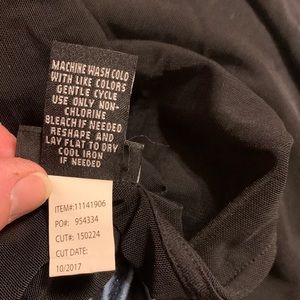 MACHINE WASH COLD
WITH LIKE COLORS
GENTLE CYCLE
USE ONLY NON-
CHLORINE
BLEACH IF NEEDED
RESHAPE AND
LAY FLAT TO DRY
COOL IRON
IF NEEDED
ITEM#:11141906
PO#: 954334
CUT#: 150224
CUT DATE:
10/2017